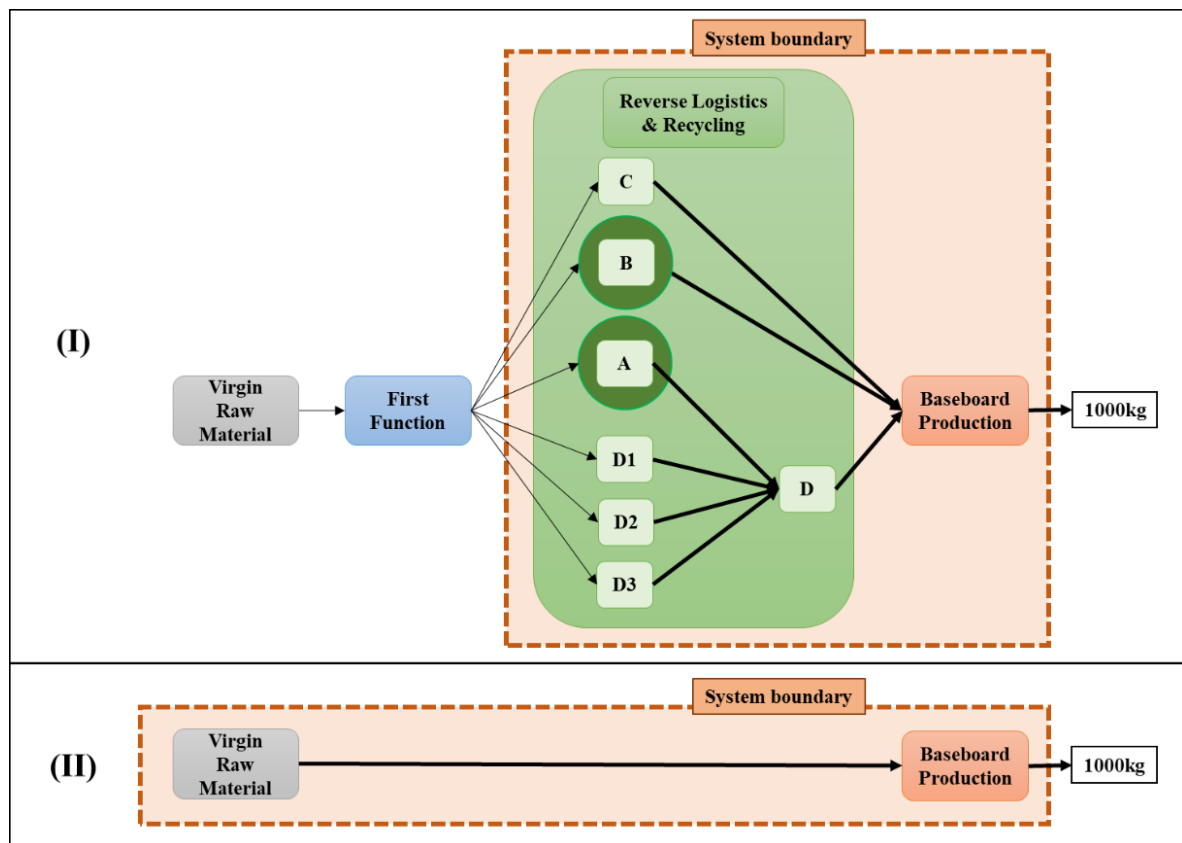 System boundary
Reverse Logistics
& Recycling
C
B
(I)
A
Virgin
Raw
Material
First
Function
Baseboard
Production
1000kg
D1
D
D2
D3
System boundary
(II)
Virgin
Raw
Material
Baseboard
Production
1000kg